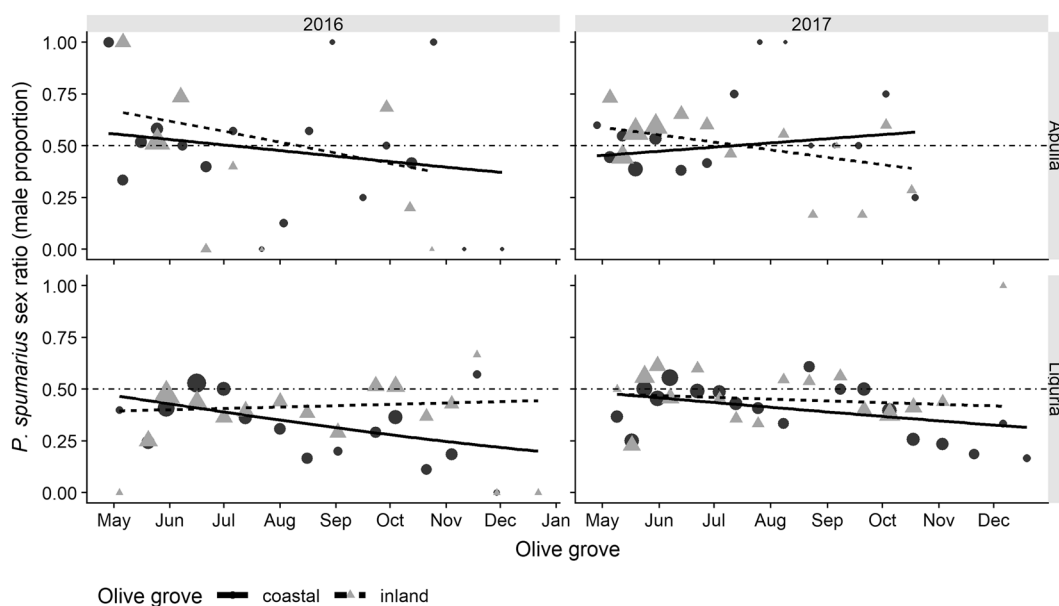 2016
2017
P. spumarius sex ratio (male proportion)
1.00
0.75
0.50
0.25
0.00
Apulia
1.00
0.75
0.50
0.25
0.00
Liguria
May Jun Jul Aug Sep Oct Nov Dec Jan
May Jun Jul Aug Sep Oct Nov Dec
Olive grove
Olive grove coastal inland